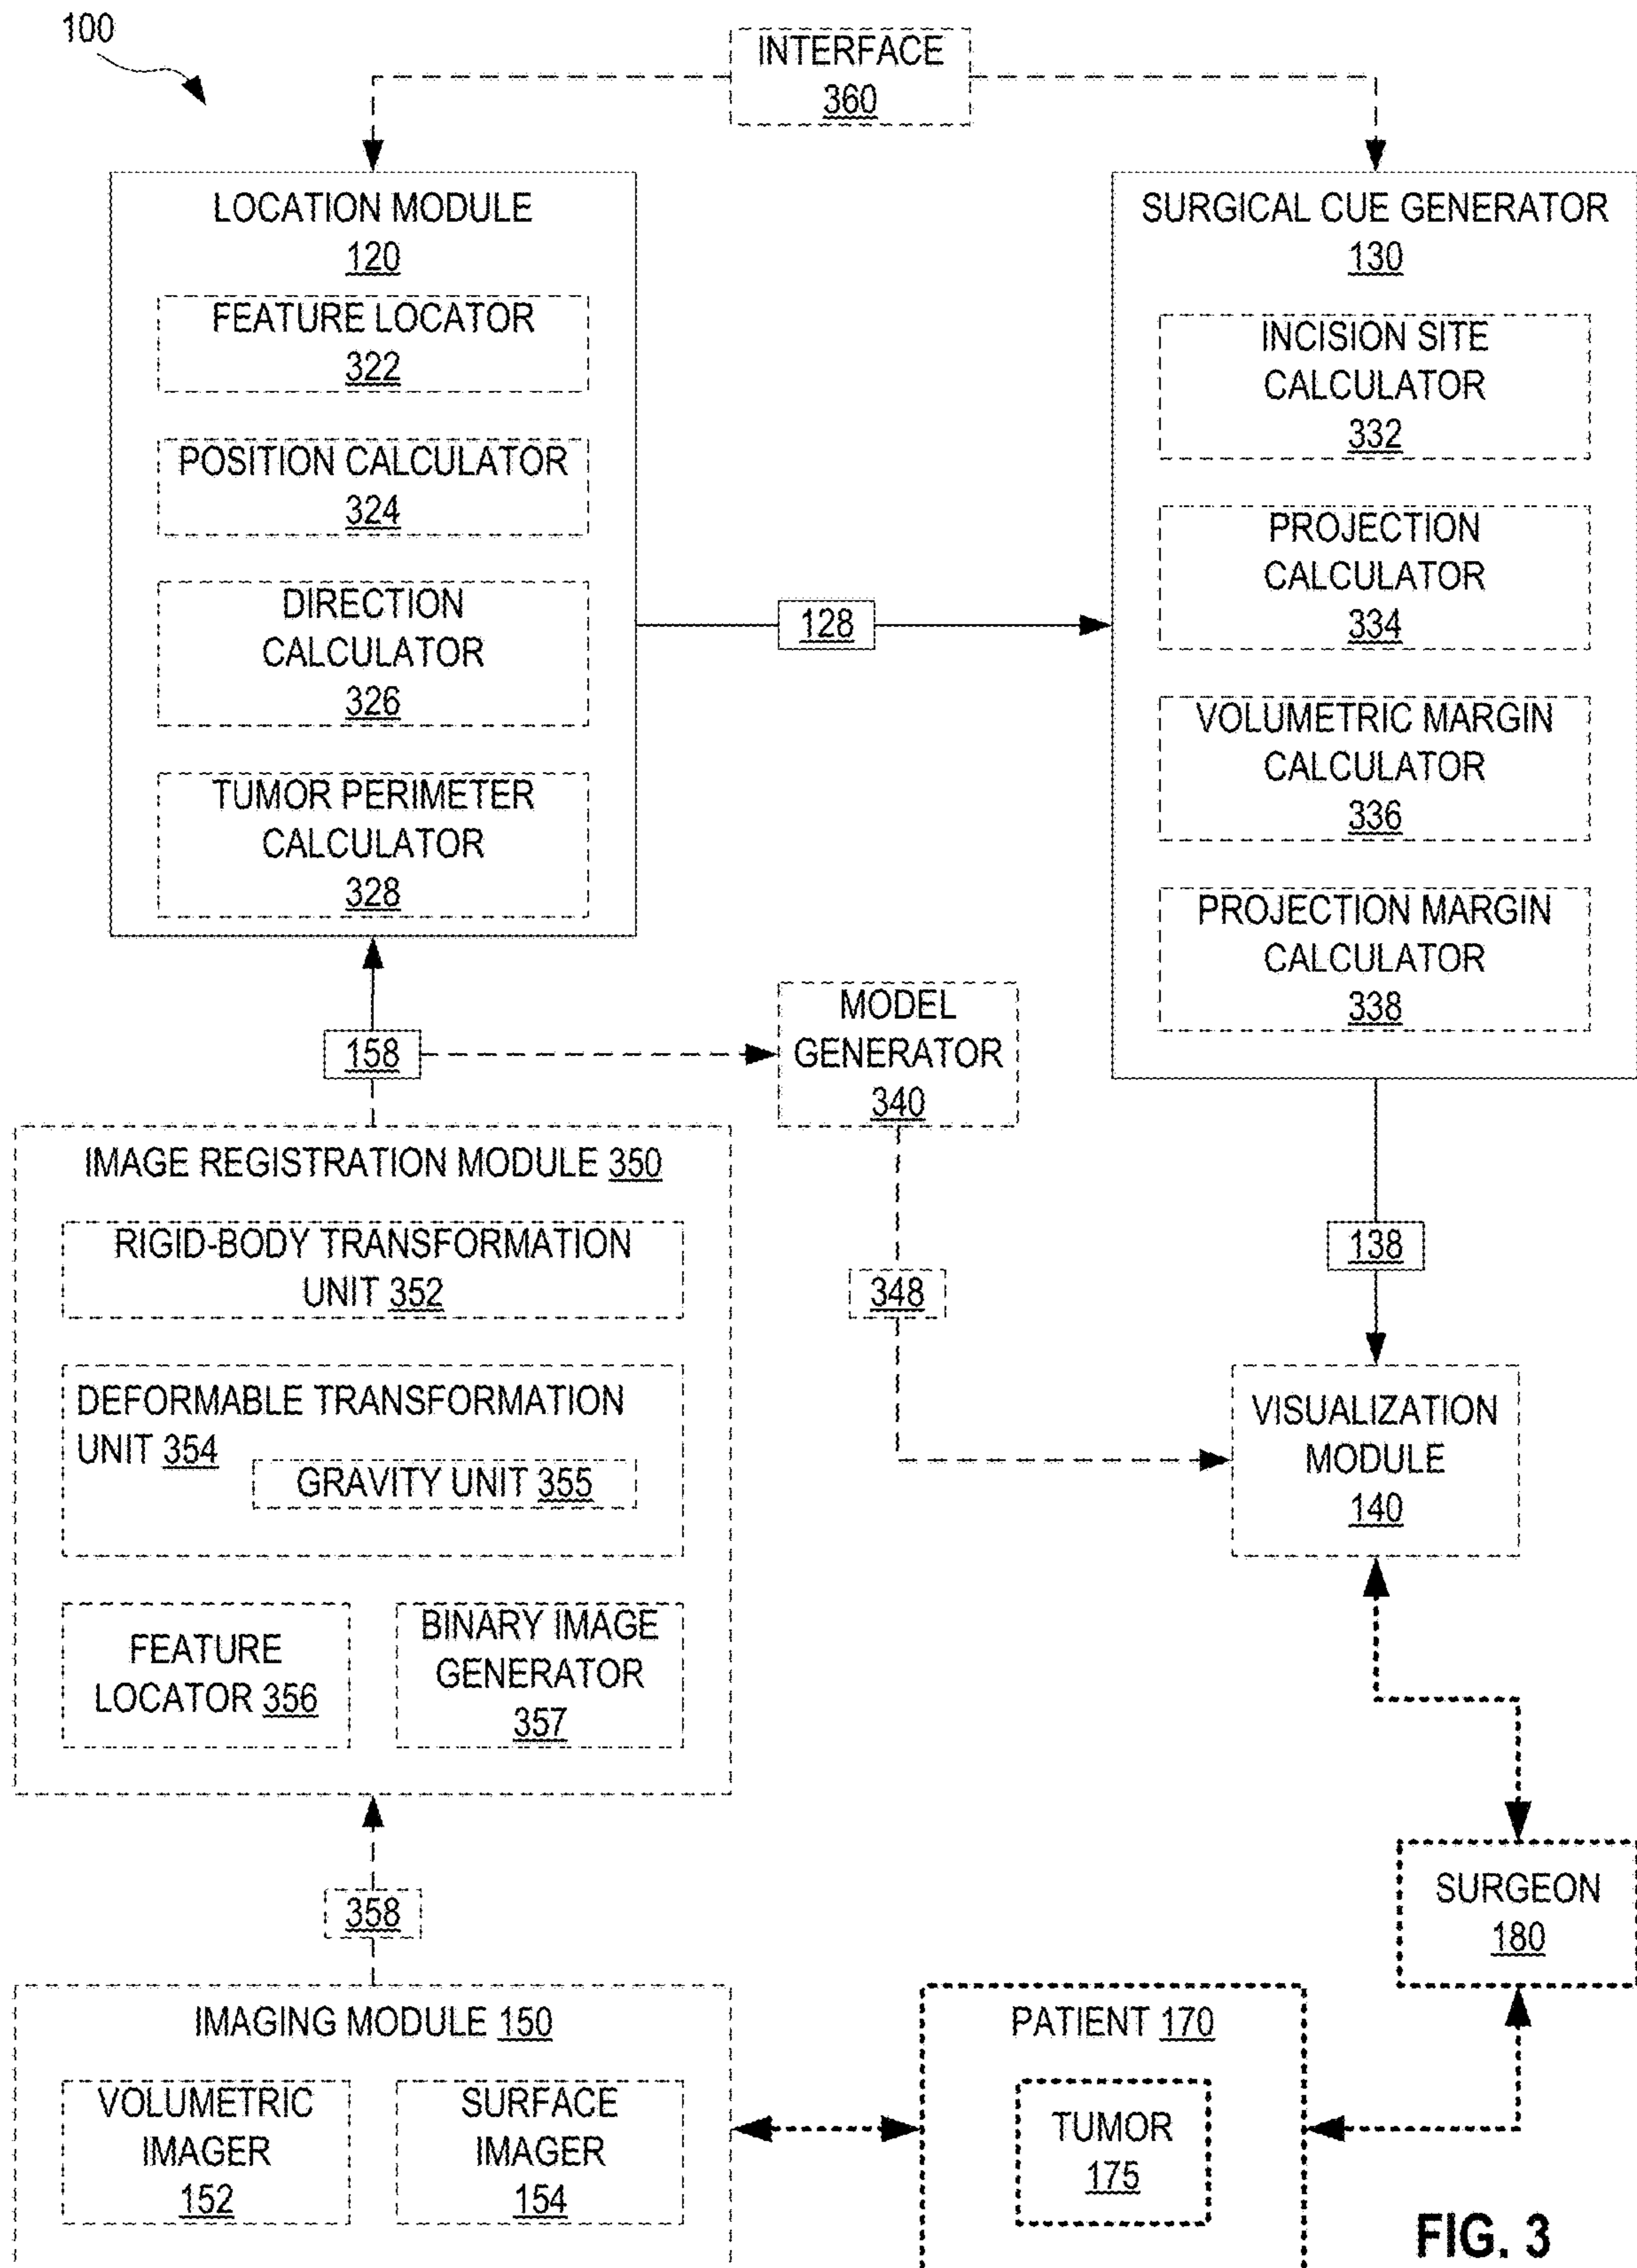 100
INTERFACE
360
LOCATION MODULE
120
FEATURE LOCATOR
322
POSITION CALCULATOR
324
DIRECTION
CALCULATOR
326
TUMOR PERIMETER
CALCULATOR
328
128
SURGICAL CUE GENERATOR
130
INCISION SITE
CALCULATOR
332
PROJECTION
CALCULATOR
334
VOLUMETRIC MARGIN
CALCULATOR
336
PROJECTION MARGIN
CALCULATOR
338
158
MODEL
GENERATOR
340
IMAGE REGISTRATION MODULE 350
RIGID-BODY TRANSFORMATION
UNIT 352
DEFORMABLE TRANSFORMATION
UNIT 354
GRAVITY UNIT 355
FEATURE
LOCATOR 356
BINARY IMAGE
GENERATOR
357
348
138
VISUALIZATION
MODULE
140
358
SURGEON
180
IMAGING MODULE 150
VOLUMETRIC
IMAGER
152
SURFACE
IMAGER
154
PATIENT 170
TUMOR
175
FIG. 3